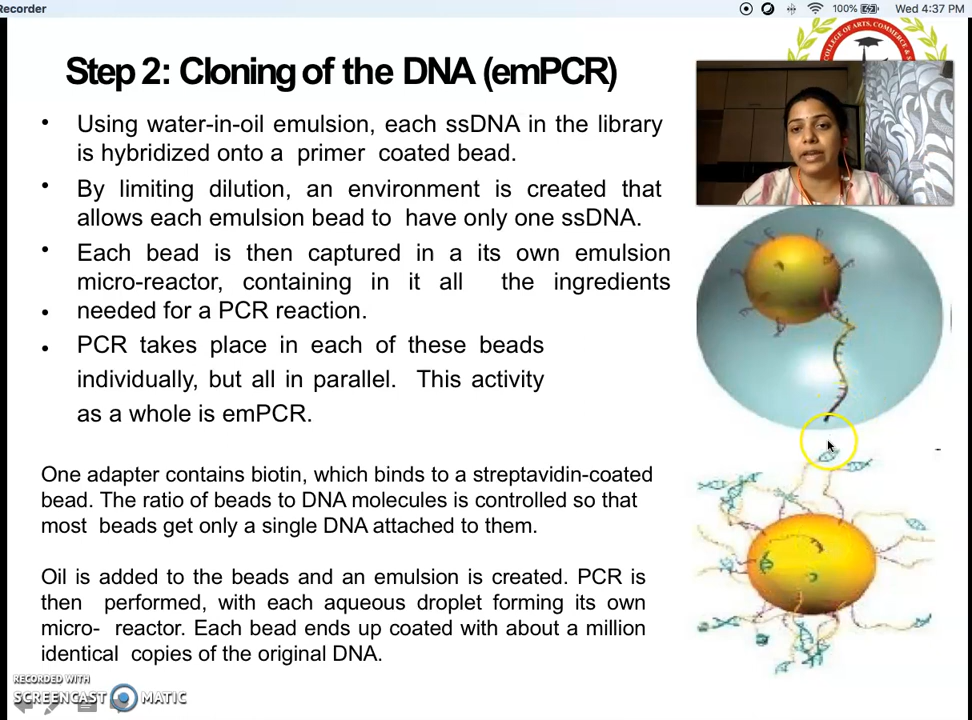 Recorder
100%
Wed 4:37 PM
COLLEGE OF ARTS, COMMERCE &
Step 2: Cloning of the DNA (emPCR)
• Using water-in-oil emulsion, each ssDNA in the library
is hybridized onto a primer coated bead.
• By limiting dilution, an environment is created that
allows each emulsion bead to have only one ssDNA.
• Each bead is then captured in a its own emulsion
micro-reactor, containing in it all the ingredients
• needed for a PCR reaction.
• PCR takes place in each of these beads
individually, but all in parallel. This activity
as a whole is emPCR.
One adapter contains biotin, which binds to a streptavidin-coated
bead. The ratio of beads to DNA molecules is controlled so that
most beads get only a single DNA attached to them.
Oil is added to the beads and an emulsion is created. PCR is
then performed, with each aqueous droplet forming its own
micro- reactor. Each bead ends up coated with about a million
identical copies of the original DNA.
RECORDED WITH
SCREENCAST MATIC